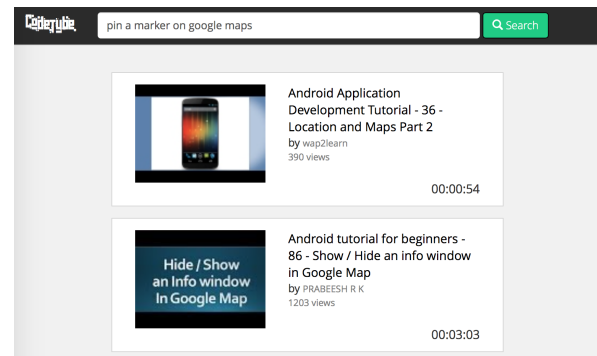 Codetube
pin a marker on google maps
Search
Android Application
Development Tutorial - 36 -
Location and Maps Part 2
by wap2learn
390 views
00:00:54
Hide / Show
an Info window
In Google Map
Android tutorial for beginners -
86 - Show / Hide an info window
in Google Map
by PRABEESH R K
1203 views
00:03:03